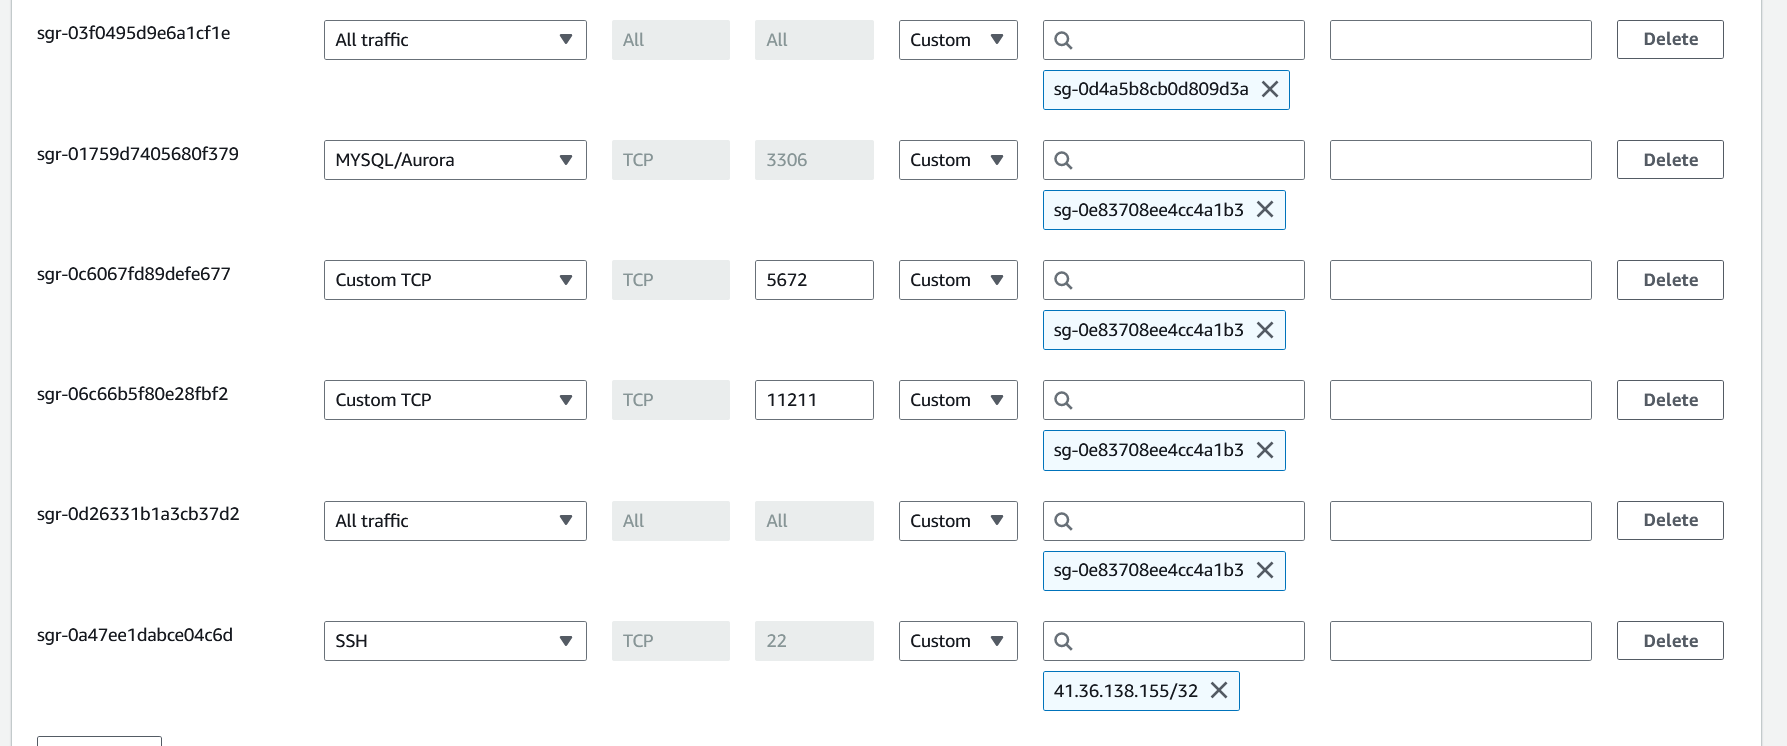 sgr-03f0495d9e6a1cf1e All traffic All All Custom Delete
sg-0d4a5b8cb0d809d3a
sgr-01759d7405680f379 MYSQL/Aurora TCP 3306 Custom Delete
sg-0e83708ee4cc4a1b3
sgr-0c6067fd89defe677 Custom TCP TCP 5672 Custom Delete
sg-0e83708ee4cc4a1b3
sgr-06c66b5f80e28fbf2 Custom TCP TCP 11211 Custom Delete
sg-0e83708ee4cc4a1b3
sgr-0d26331b1a3cb37d2 All traffic All All Custom Delete
sg-0e83708ee4cc4a1b3
sgr-0a47ee1dabce04c6d SSH TCP 22 Custom Delete
41.36.138.155/32